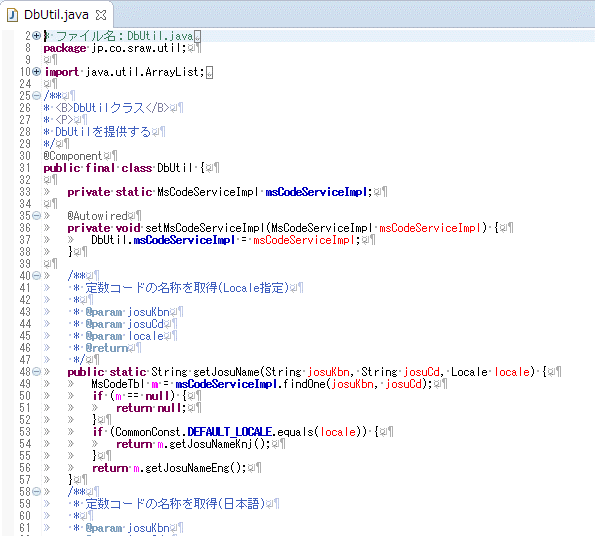 DbUtil.java
2 * ファイル名:DbUtil.java
8 package jp.co.sraw.util;
9
10 import java.util.ArrayList;
24
25 /**
26 * <B>DbUtilクラス</B>
27 * <P>
28 * DbUtilを提供する
29 */
30 @Component
31 public final class DbUtil {
32
33 private static MsCodeServiceImpl msCodeServiceImpl;
34
35 @Autowired
36 private void setMsCodeServiceImpl(MsCodeServiceImpl msCodeServiceImpl) {
37 DbUtil.msCodeServiceImpl = msCodeServiceImpl;
38 }
39
40 /**
41 * 定数コードの名称を取得(Locale指定)
42 *
43 * @param josuKbn
44 * @param josuCd
45 * @param locale
46 * @return
47 */
48 public static String getJosuName(String josuKbn, String josuCd, Locale locale) {
49 MsCodeTbl m = msCodeServiceImpl.findOne(josuKbn, josuCd);
50 if (m == null) {
51 return null;
52 }
53 if (CommonConst.DEFAULT_LOCALE.equals(locale)) {
54 return m.getJosuNameKnj();
55 }
56 return m.getJosuNameEng();
57 }
58 /**
59 * 定数コードの名称を取得(日本語)
60 *
61 * @param josuKbn